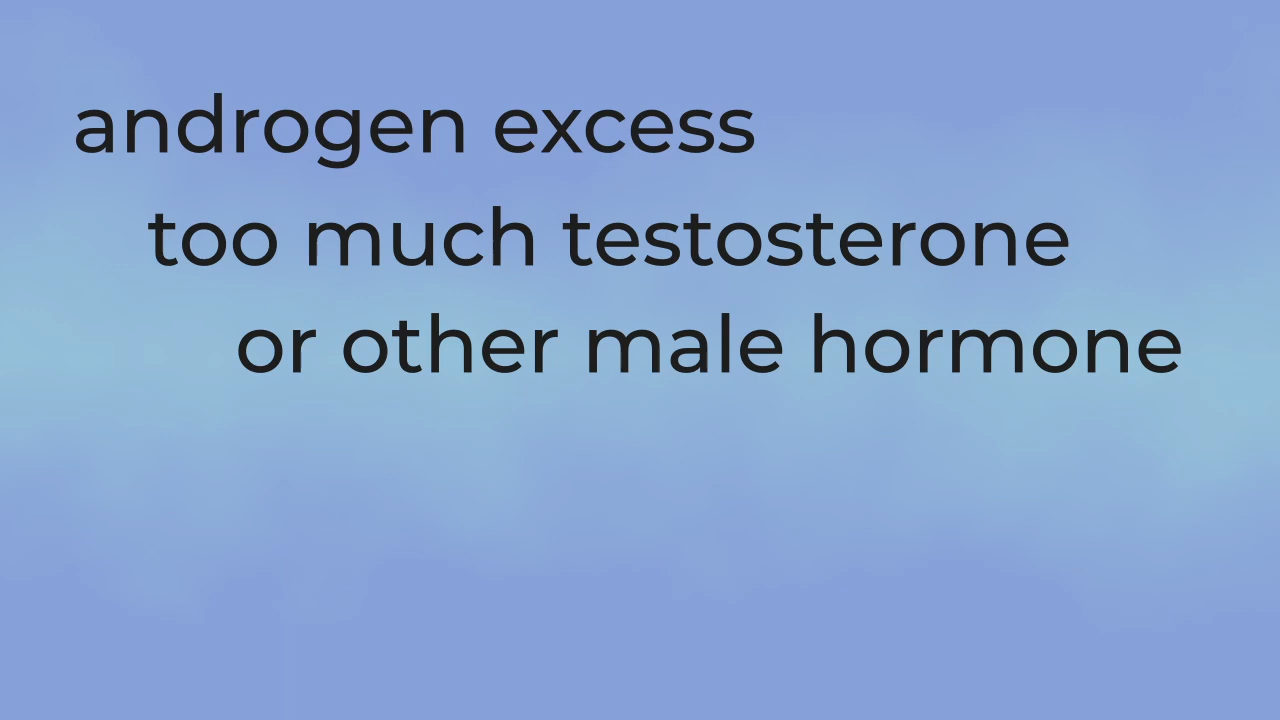 androgen excess
too much testosterone
or other male hormone